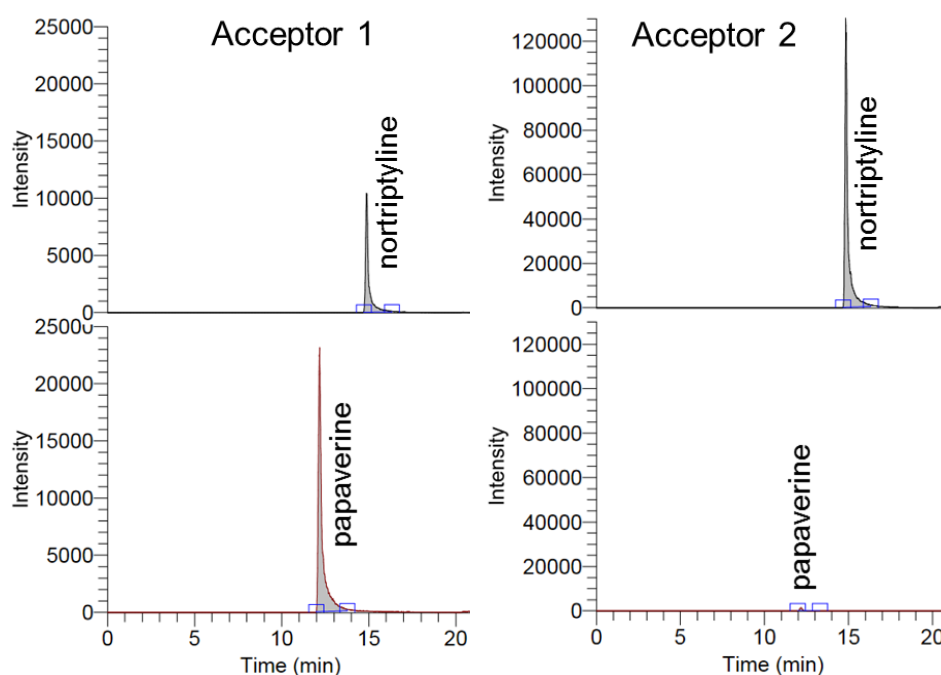 Acceptor 1
25000
20000
15000
10000
5000
0
Intensity
nortriptyline
25000
20000
15000
10000
5000
0
Intensity
papaverine
0 5 10 15 20
Time (min)
Acceptor 2
120000
100000
80000
60000
40000
20000
0
Intensity
nortriptyline
120000
100000
80000
60000
40000
20000
0
Intensity
papaverine
0 5 10 15 20
Time (min)